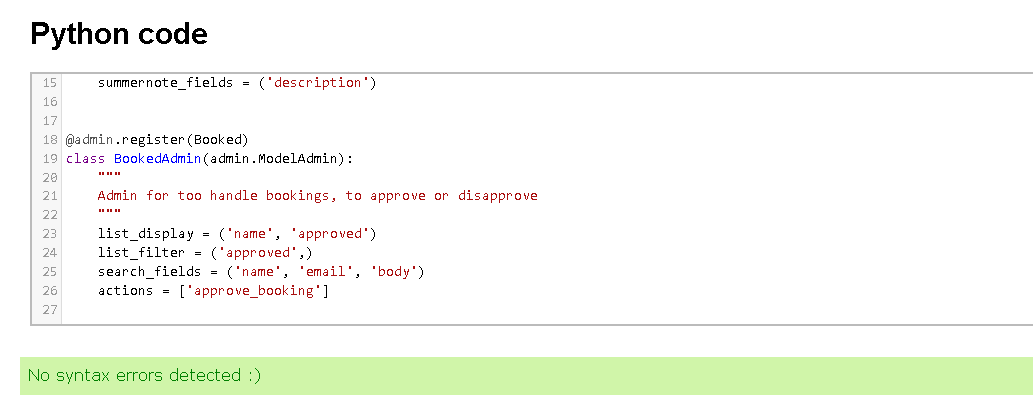 Python code
15     summernote_fields = ('description')
16
17
18 @admin.register(Booked)
19 class BookedAdmin(admin.ModelAdmin):
20     """
21     Admin for too handle bookings, to approve or disapprove
22     """
23     list_display = ('name', 'approved')
24     list_filter = ('approved',)
25     search_fields = ('name', 'email', 'body')
26     actions = ['approve_booking']
27
No syntax errors detected :)